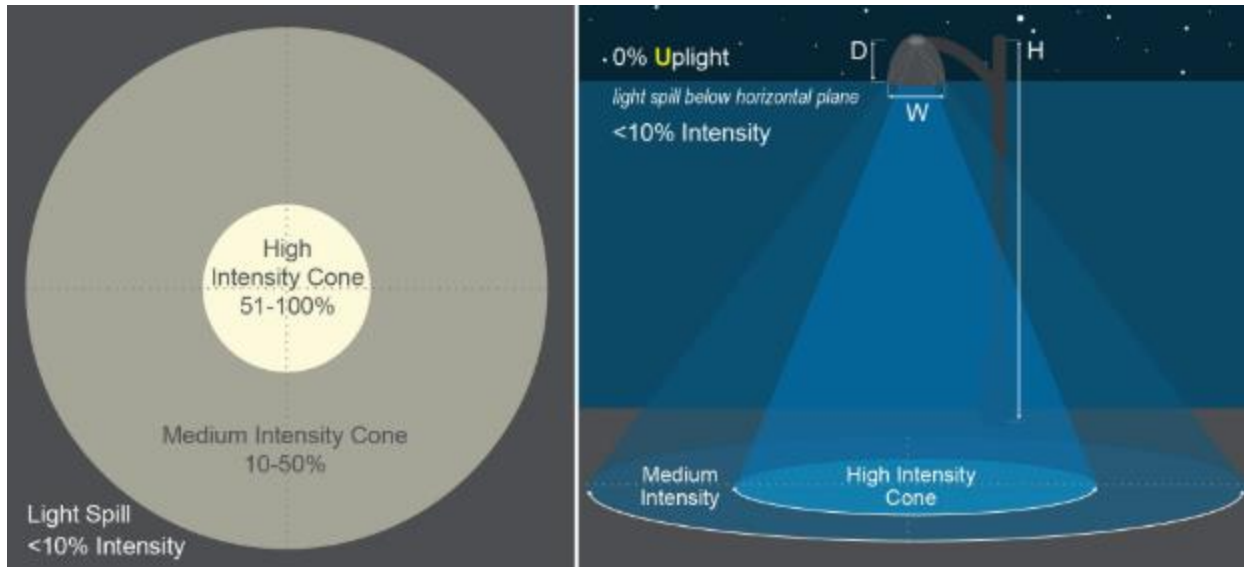 High
Intensity Cone
51-100%
Medium Intensity Cone
10-50%
Light Spill
<10% Intensity
0% Uplight
light spill below horizontal plane
<10% Intensity
D
W
H
Medium
Intensity
High Intensity
Cone